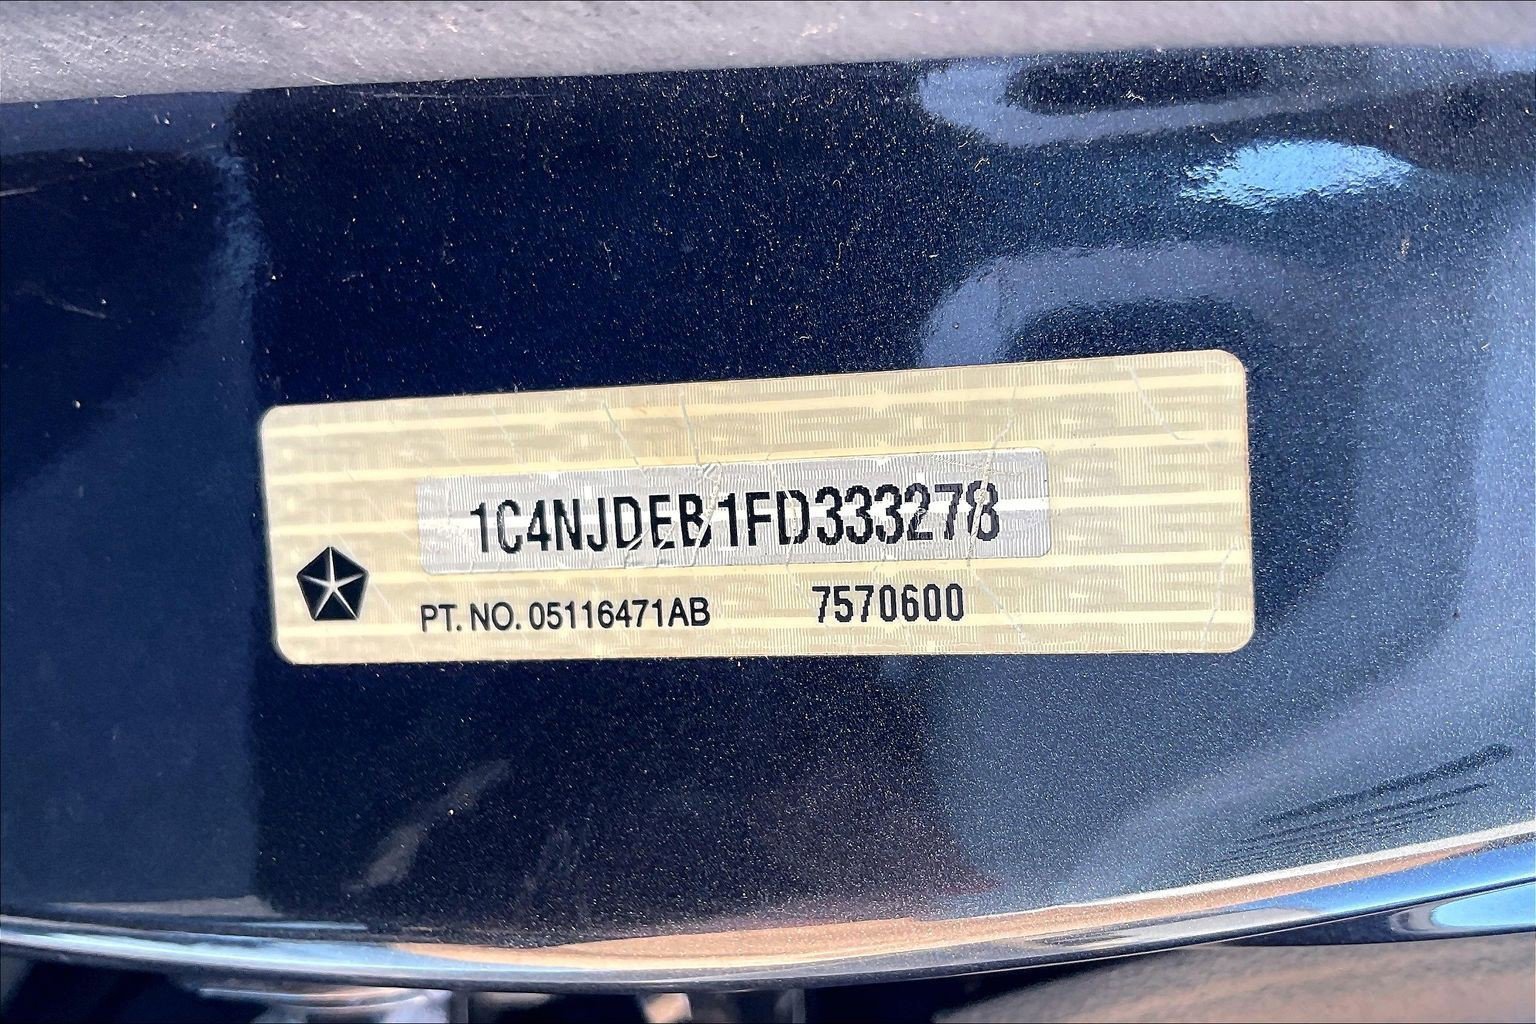 1C4NJDEB1FD333278
PT. NO. 05116471AB 7570600